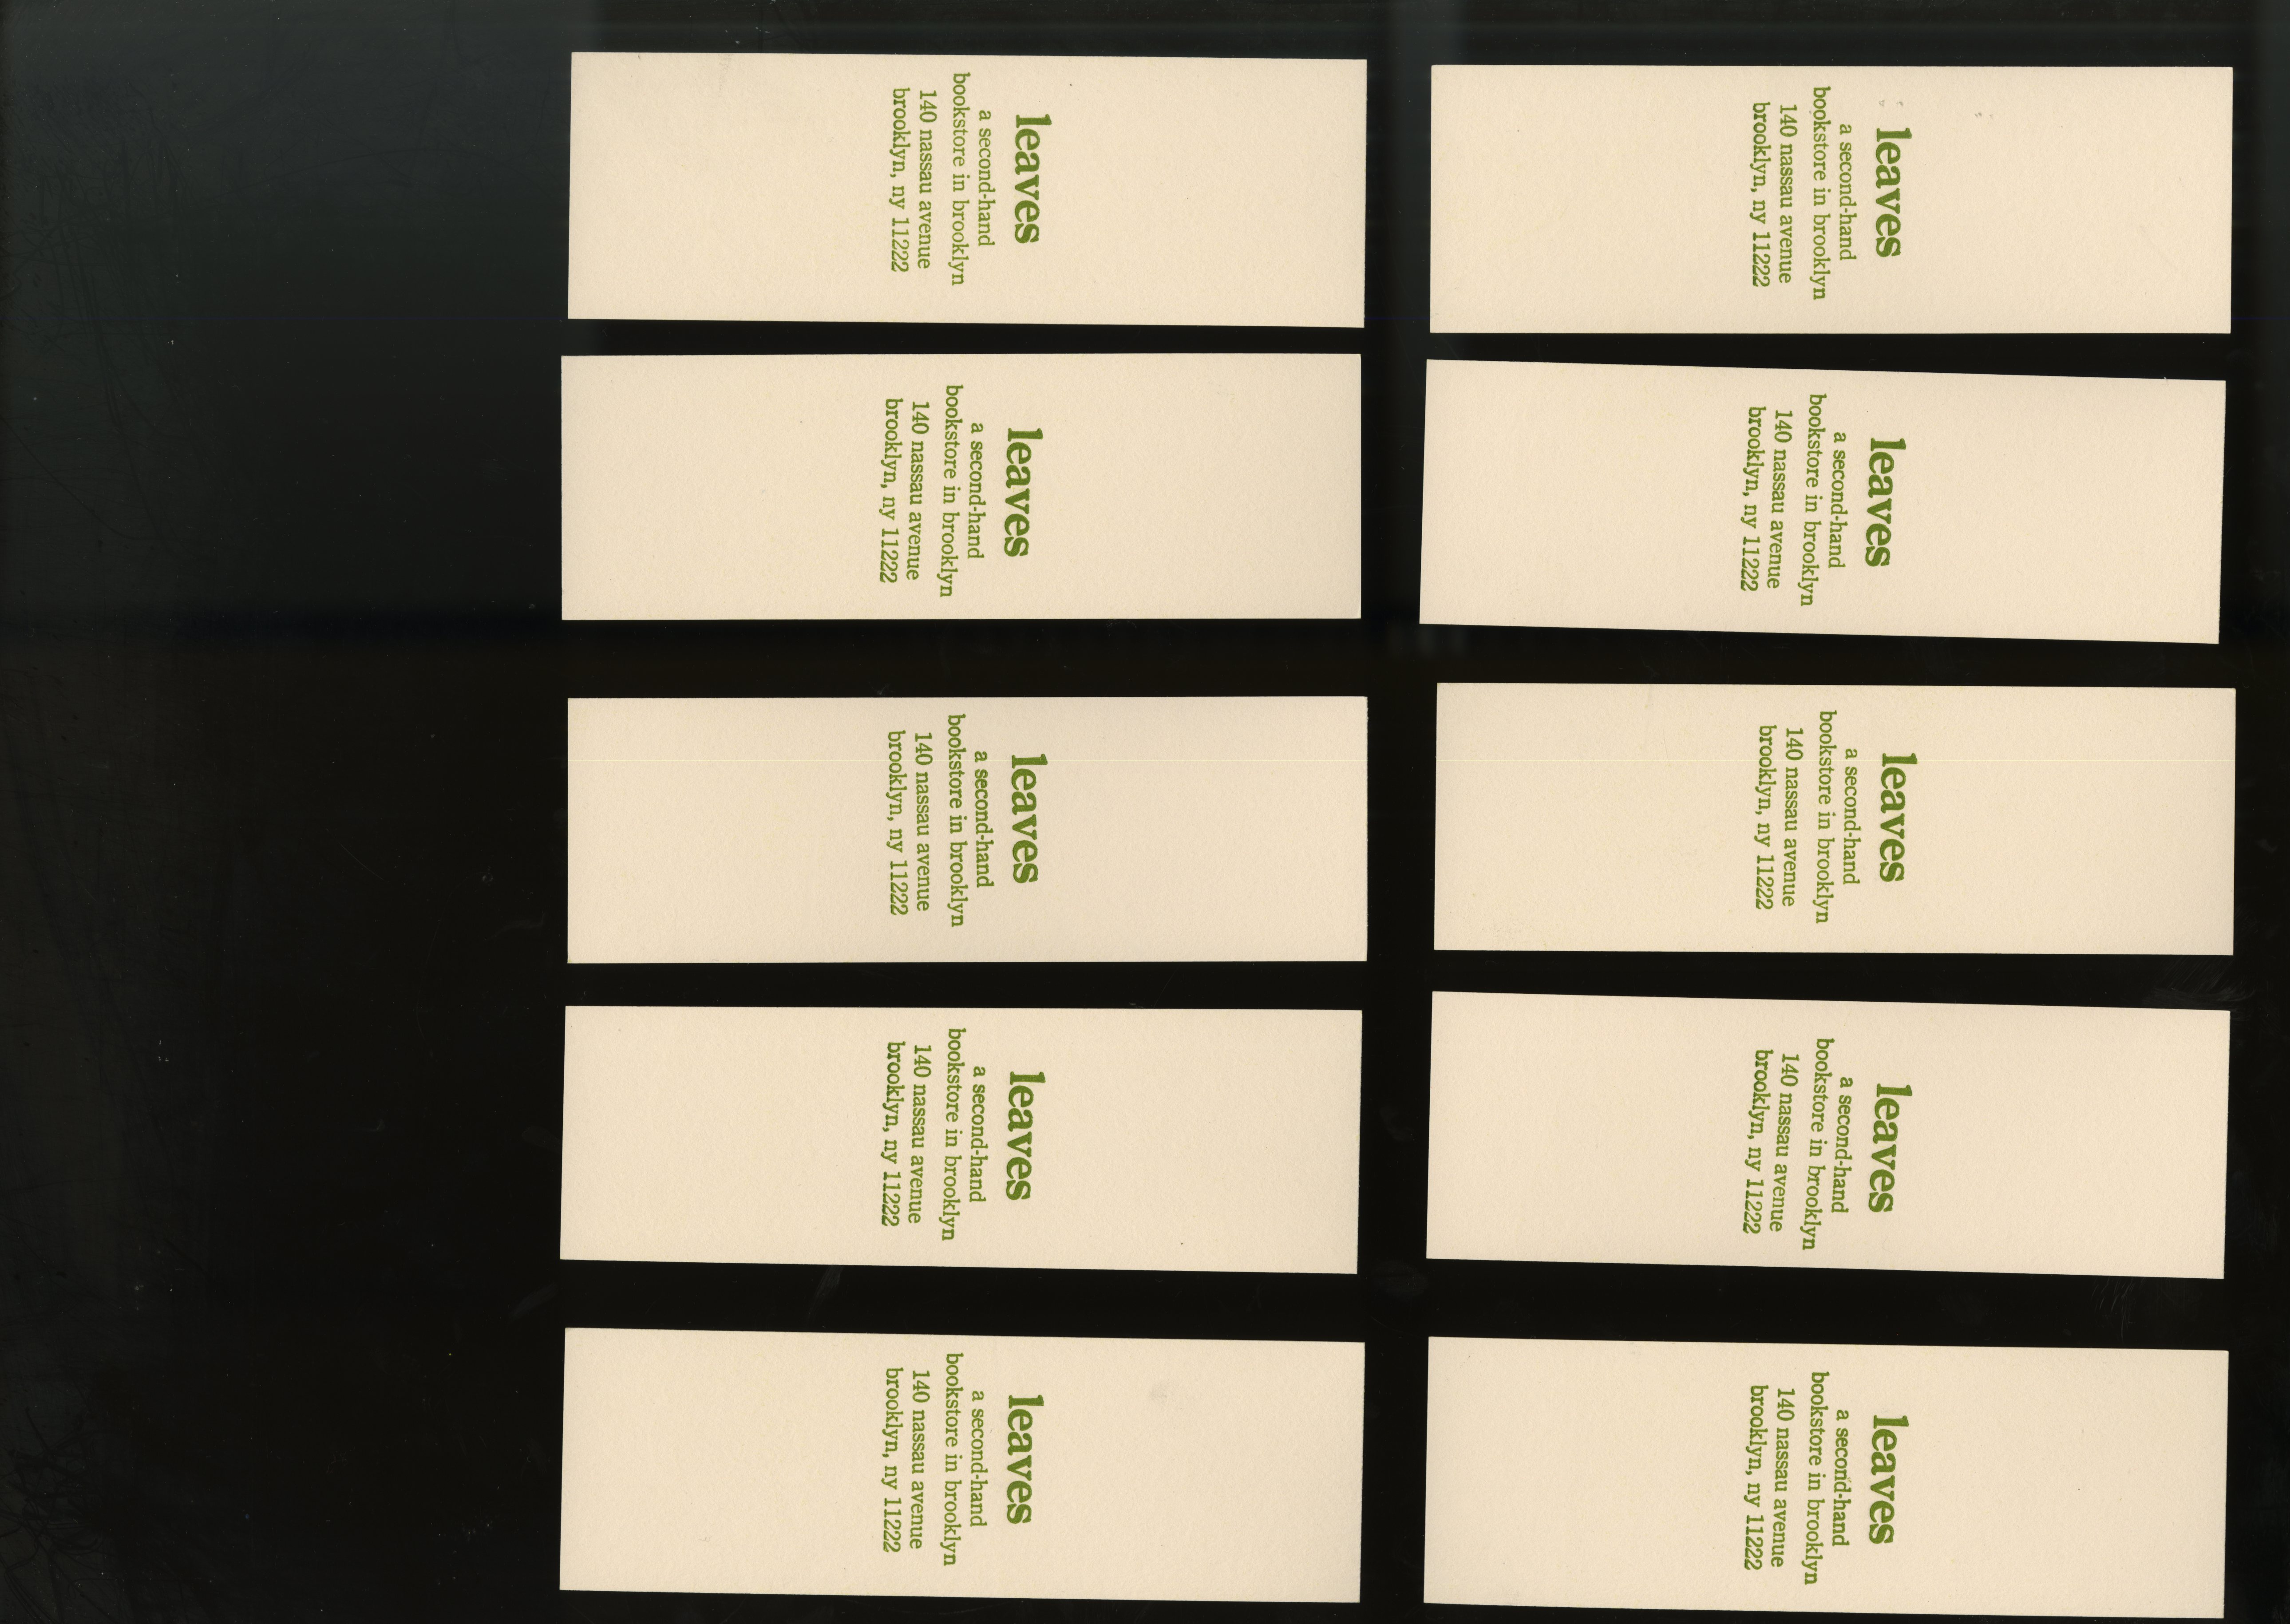 leaves
a second-hand
bookstore in brooklyn
140 nassau avenue
brooklyn, ny 11222
leaves
a second-hand
bookstore in brooklyn
140 nassau avenue
brooklyn, ny 11222
leaves
a second-hand
bookstore in brooklyn
140 nassau avenue
brooklyn, ny 11222
leaves
a second-hand
bookstore in brooklyn
140 nassau avenue
brooklyn, ny 11222
leaves
a second-hand
bookstore in brooklyn
140 nassau avenue
brooklyn, ny 11222
leaves
a second-hand
bookstore in brooklyn
140 nassau avenue
brooklyn, ny 11222
leaves
a second-hand
bookstore in brooklyn
140 nassau avenue
brooklyn, ny 11222
leaves
a second-hand
bookstore in brooklyn
140 nassau avenue
brooklyn, ny 11222
leaves
a second-hand
bookstore in brooklyn
140 nassau avenue
brooklyn, ny 11222
leaves
a second-hand
bookstore in brooklyn
140 nassau avenue
brooklyn, ny 11222